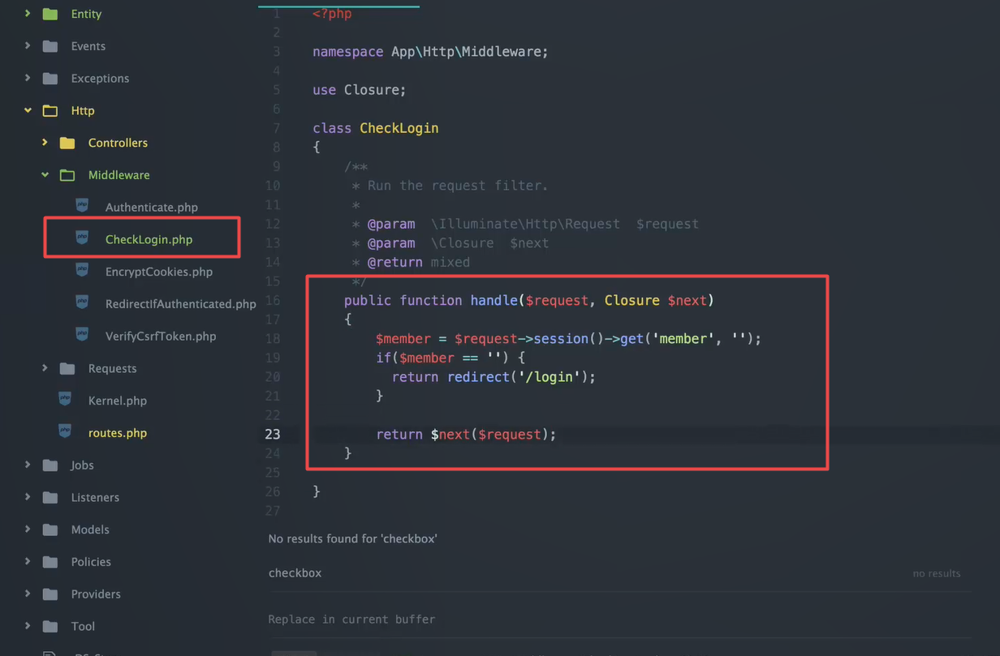 Entity
Events
Exceptions
Http
Controllers
Middleware
Authenticate.php
CheckLogin.php
EncryptCookies.php
RedirectIfAuthenticated.php
VerifyCsrfToken.php
Requests
Kernel.php
routes.php
Jobs
Listeners
Models
Policies
Providers
Tool
1 <?php
2
3 namespace App\Http\Middleware;
4
5 use Closure;
6
7 class CheckLogin
8 {
9 /**
10 * Run the request filter.
11 *
12 * @param \Illuminate\Http\Request $request
13 * @param \Closure $next
14 * @return mixed
15 */
16 public function handle($request, Closure $next)
17 {
18 $member = $request->session()->get('member', '');
19 if($member == '') {
20 return redirect('/login');
21 }
22
23 return $next($request);
24 }
25
26 }
27
No results found for 'checkbox'
checkbox no results
Replace in current buffer